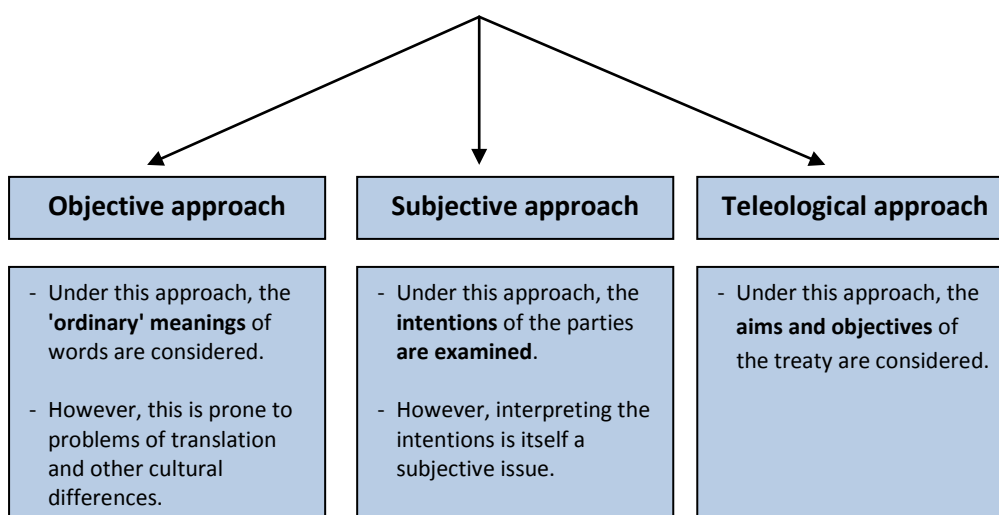 Objective approach
Subjective approach
Teleological approach
- Under this approach, the
'ordinary' meanings of
words are considered.
- However, this is prone to
problems of translation
and other cultural
differences.
- Under this approach, the
intentions of the parties
are examined.
- However, interpreting the
intentions is itself a
subjective issue.
- Under this approach, the
aims and objectives of
the treaty are considered.